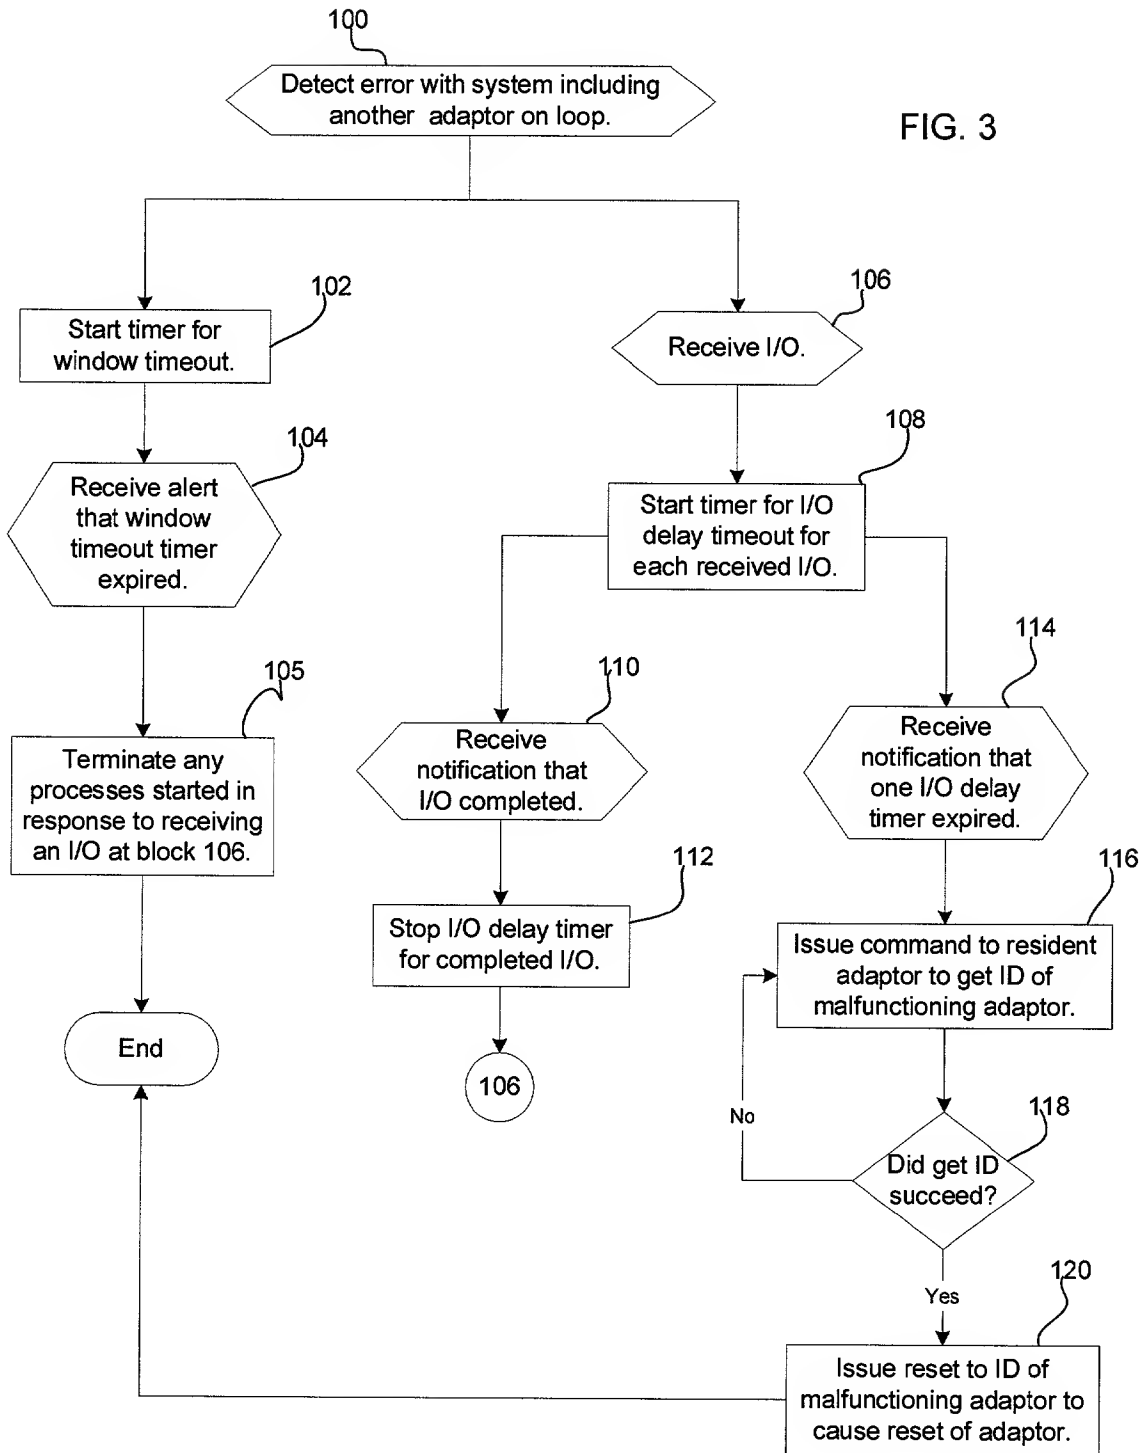 100
Detect error with system including
another adaptor on loop.
FIG. 3
102
Start timer for
window timeout.
106
Receive I/O.
104
Receive alert
that window
timeout timer
expired.
108
Start timer for I/O
delay timeout for
each received I/O.
105
Terminate any
processes started in
response to receiving
an I/O at block 106.
110
Receive
notification that
I/O completed.
114
Receive
notification that
one I/O delay
timer expired.
112
Stop I/O delay timer
for completed I/O.
116
Issue command to resident
adaptor to get ID of
malfunctioning adaptor.
End
106
No
118
Did get ID
succeed?
Yes
120
Issue reset to ID of
malfunctioning adaptor to
cause reset of adaptor.